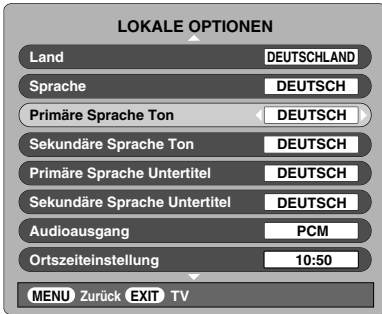 LOKALE OPTIONEN
Land DEUTSCHLAND
Sprache DEUTSCH
Primäre Sprache Ton DEUTSCH
Sekundäre Sprache Ton DEUTSCH
Primäre Sprache Untertitel DEUTSCH
Sekundäre Sprache Untertitel DEUTSCH
Audioausgang PCM
Ortszeiteinstellung 10:50
MENU Zurück EXIT TV